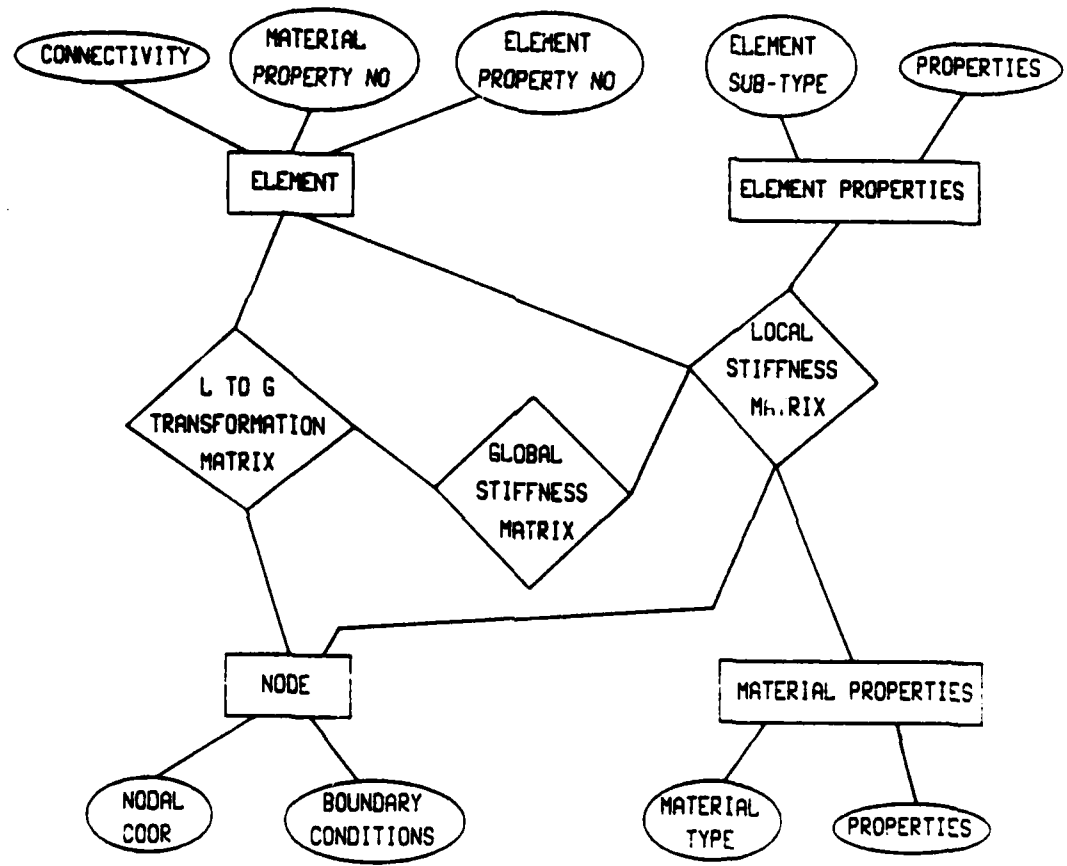 CONNECTIVITY
MATERIAL
PROPERTY NO
ELEMENT
PROPERTY NO
ELEMENT
SUB-TYPE
PROPERTIES
ELEMENT
ELEMENT PROPERTIES
L TO G
TRANSFORMATION
MATRIX
GLOBAL
STIFFNESS
MATRIX
LOCAL
STIFFNESS
NODE
MATERIAL PROPERTIES
NODAL
COOR
BOUNDARY
CONDITIONS
MATERIAL
TYPE
PROPERTIES